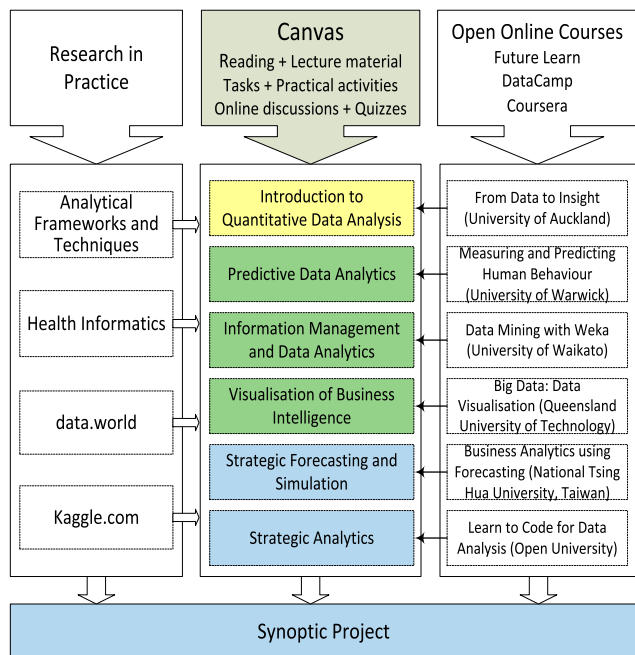 Research in
Practice
Canvas
Reading + Lecture material
Tasks + Practical activities
Online discussions + Quizzes
Open Online Courses
Future Learn
DataCamp
Coursera
Analytical
Frameworks and
Techniques
Health Informatics
data.world
Kaggle.com
Introduction to
Quantitative Data Analysis
Predictive Data Analytics
Information Management
and Data Analytics
Visualisation of Business
Intelligence
Strategic Forecasting and
Simulation
Strategic Analytics
From Data to Insight
(University of Auckland)
Measuring and Predicting
Human Behaviour
(University of Warwick)
Data Mining with Weka
(University of Waikato)
Big Data: Data
Visualisation (Queensland
University of Technology)
Business Analytics using
Forecasting (National Tsing
Hua University, Taiwan)
Learn to Code for Data
Analysis (Open University)
Synoptic Project